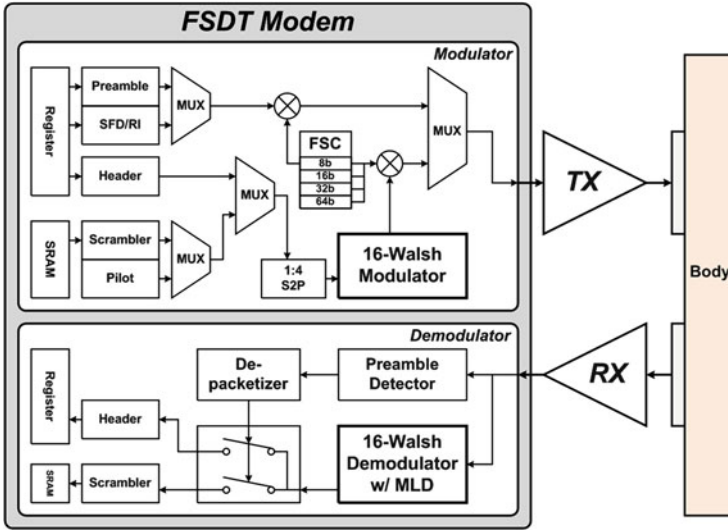 FSDT Modem
Modulator
Register
Preamble
SFD/RI
MUX
Header
SRAM
Scrambler
Pilot
MUX
MUX
FSC
8b
16b
32b
64b
MUX
1:4
S2P
16-Walsh
Modulator
TX
Body
Demodulator
Register
Header
SRAM
Scrambler
De-
packetizer
Preamble
Detector
16-Walsh
Demodulator
w/ MLD
RX